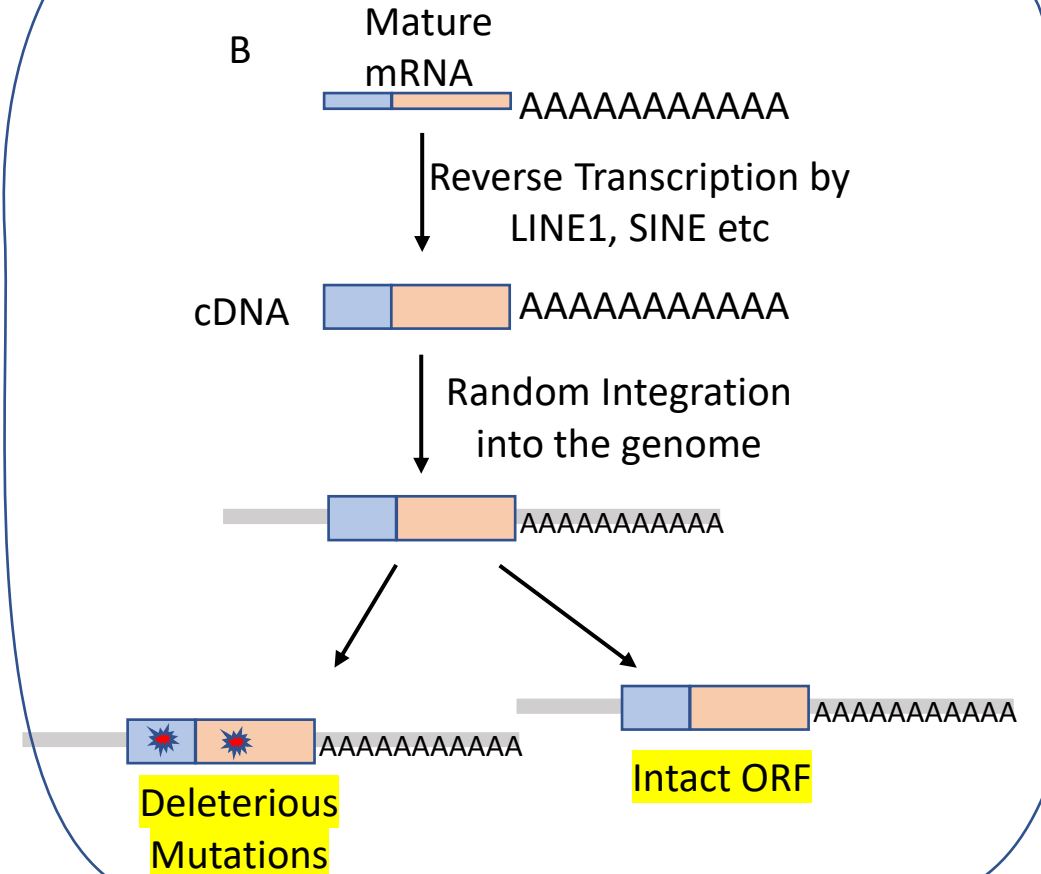 B
Mature
mRNA
AAAAAAAAAAA
Reverse Transcription by
LINE1, SINE etc
cDNA
AAAAAAAAAAA
Random Integration
into the genome
AAAAAAAAAAA
AAAAAAAAAAA
AAAAAAAAAAA
Intact ORF
Deleterious
Mutations